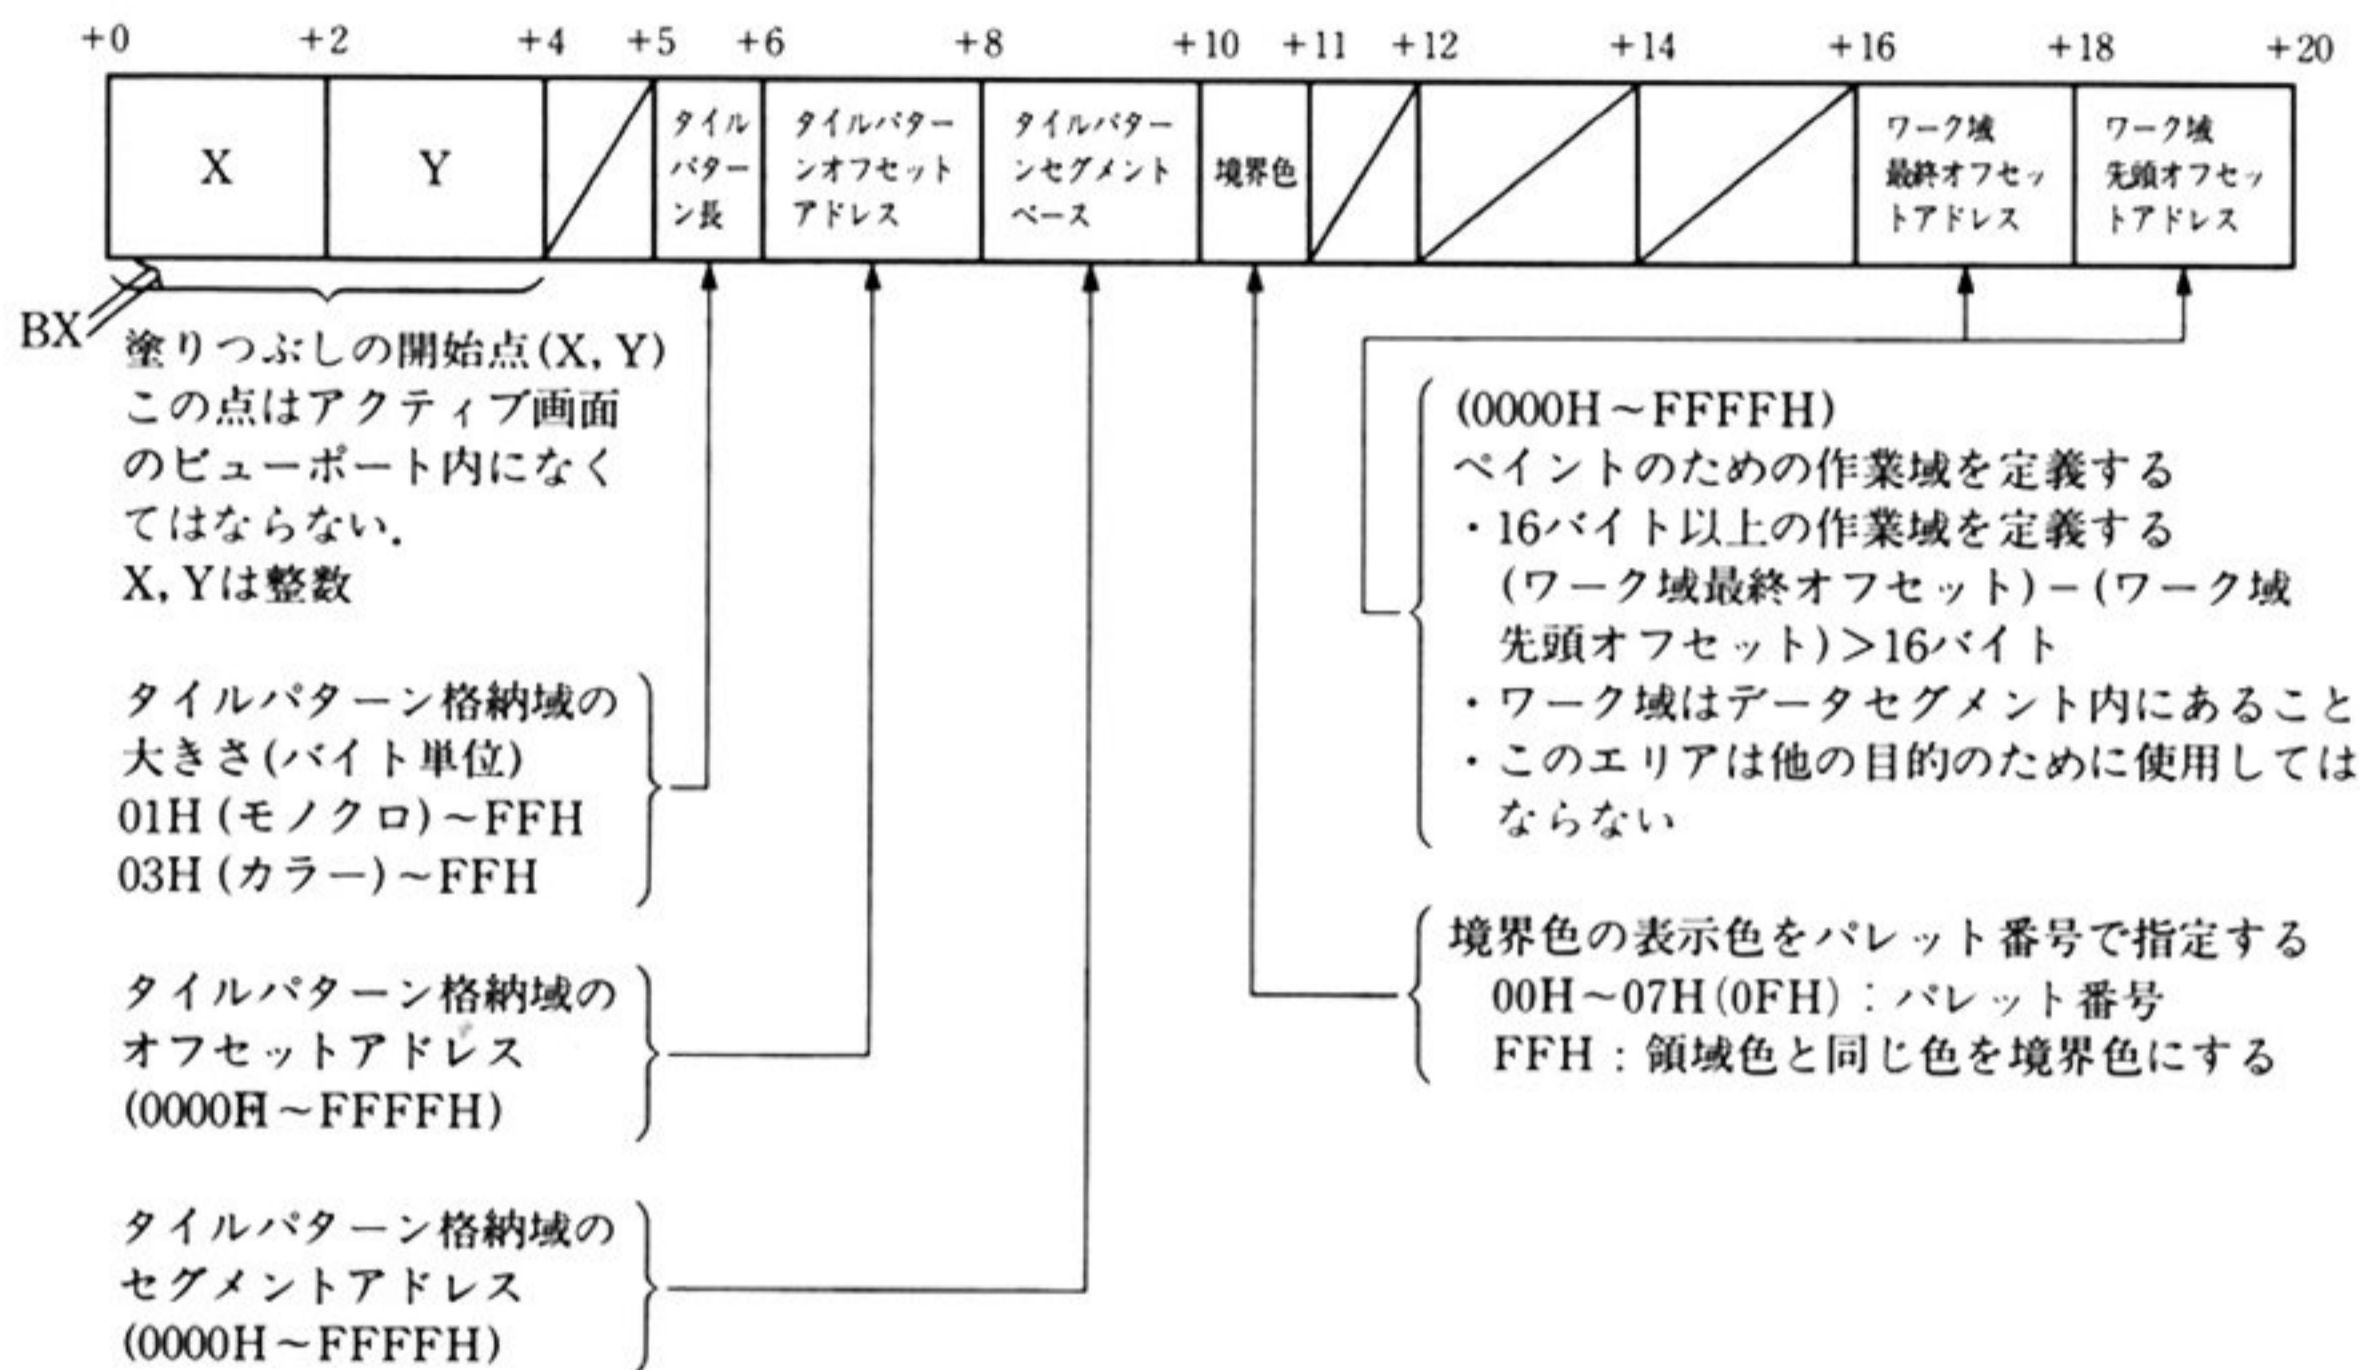 +0 +2 +4 +5 +6 +8 +10 +11 +12 +14 +16 +18 +20
X
Y
タイル
パター
ン長
タイルパター
ンオフセット
アドレス
タイルパター
ンセグメント
ベース
境界色
ワーク域
最終オフセッ
トアドレス
ワーク域
先頭オフセッ
トアドレス
BX
塗りつぶしの開始点(X, Y)
この点はアクティブ画面
のビューポート内になく
てはならない.
X, Yは整数
タイルパターン格納域の
大きさ(バイト単位)
01H(モノクロ)~FFH
03H(カラー)~FFH
タイルパターン格納域の
オフセットアドレス
(0000H~FFFFH)
タイルパターン格納域の
セグメントアドレス
(0000H~FFFFH)
(0000H~FFFFH)
ペイントのための作業域を定義する
・16バイト以上の作業域を定義する
(ワーク域最終オフセット)-(ワーク域
先頭オフセット)>16バイト
・ワーク域はデータセグメント内にあること
・このエリアは他の目的のために使用しては
ならない
境界色の表示色をパレット番号で指定する
00H~07H(0FH):パレット番号
FFH:領域色と同じ色を境界色にする